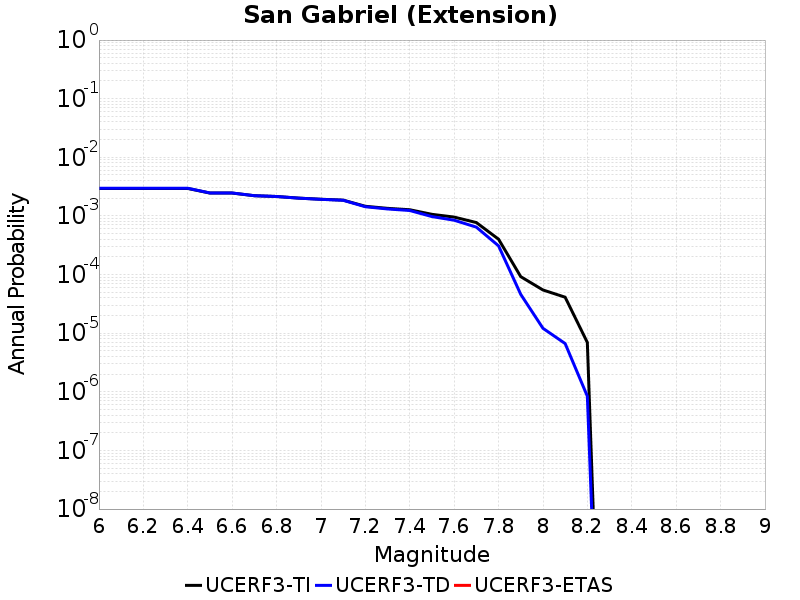 San Gabriel (Extension)
Annual Probability
10^0
10^-1
10^-2
10^-3
10^-4
10^-5
10^-6
10^-7
10^-8
6 6.2 6.4 6.6 6.8 7 7.2 7.4 7.6 7.8 8 8.2 8.4 8.6 8.8 9
Magnitude
UCERF3-TI UCERF3-TD UCERF3-ETAS